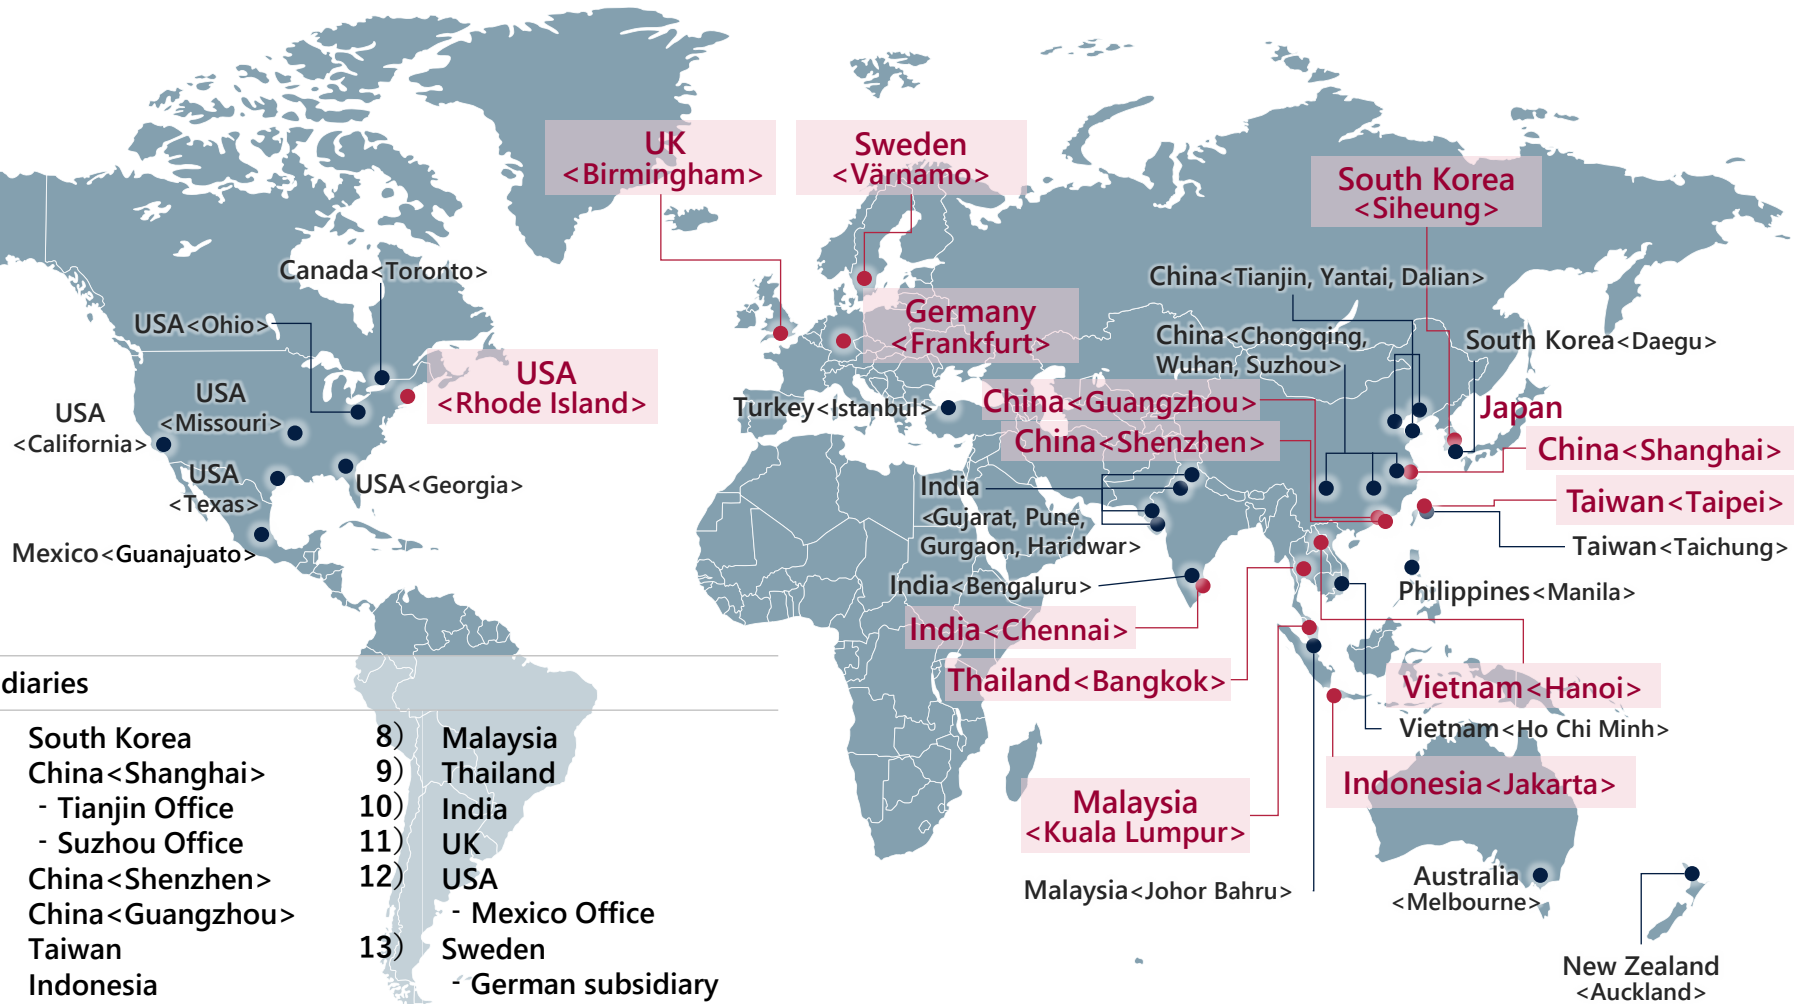 UK
<Birmingham>
Sweden
<Värnamo>
South Korea
<Siheung>
Canada<Toronto>
China<Tianjin, Yantai, Dalian>
USA<Ohio>
Germany
<Frankfurt>
China<Chongqing,
Wuhan, Suzhou>
South Korea<Daegu>
USA
<Rhode Island>
USA
<Missouri>
USA
<California>
Turkey<Istanbul>
China<Guangzhou>
Japan
China<Shenzhen>
China<Shanghai>
USA
<Texas>
USA<Georgia>
India
<Gujarat, Pune,
Gurgaon, Haridwar>
Taiwan<Taipei>
Taiwan<Taichung>
Mexico<Guanajuato>
India<Bengaluru>
Philippines<Manila>
India<Chennai>
Thailand<Bangkok>
Vietnam<Hanoi>
Vietnam<Ho Chi Minh>
Indonesia<Jakarta>
Malaysia
<Kuala Lumpur>
Malaysia<Johor Bahru>
Australia
<Melbourne>
New Zealand
<Auckland>
diaries
South Korea
China<Shanghai>
- Tianjin Office
- Suzhou Office
China<Shenzhen>
China<Guangzhou>
Taiwan
Indonesia
8) Malaysia
9) Thailand
10) India
11) UK
12) USA
- Mexico Office
13) Sweden
- German subsidiary